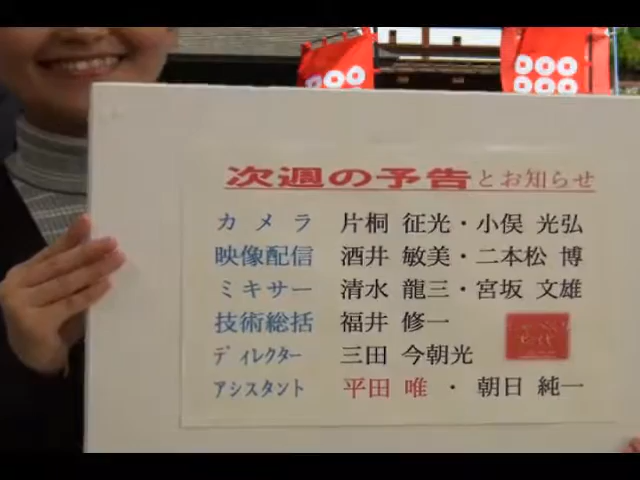 次週の予告とお知らせ
カメラ 片桐 征光・小俣 光弘
映像配信 酒井 敏美・二本松 博
ミキサー 清水 龍三・宮坂 文雄
技術総括 福井 修一
ディレクター 三田 今朝光
アシスタント 平田 唯 ・ 朝日 純一